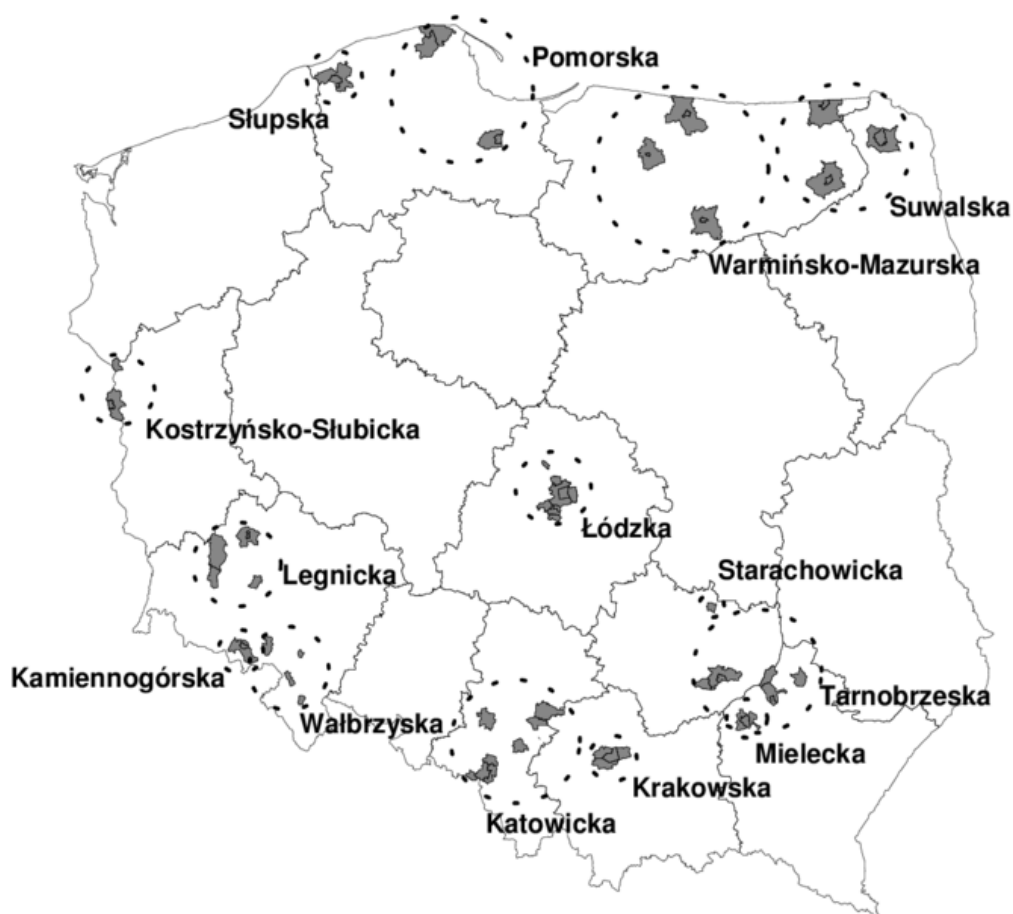 Pomorska
Słupska
Suwalska
Warmińsko-Mazurska
Kostrzyńsko-Słubicka
Łódzka
Starachowicka
Legnicka
Kamiennogórska
Tarnobrzeska
Wałbrzyska
Mielecka
Krakowska
Katowicka